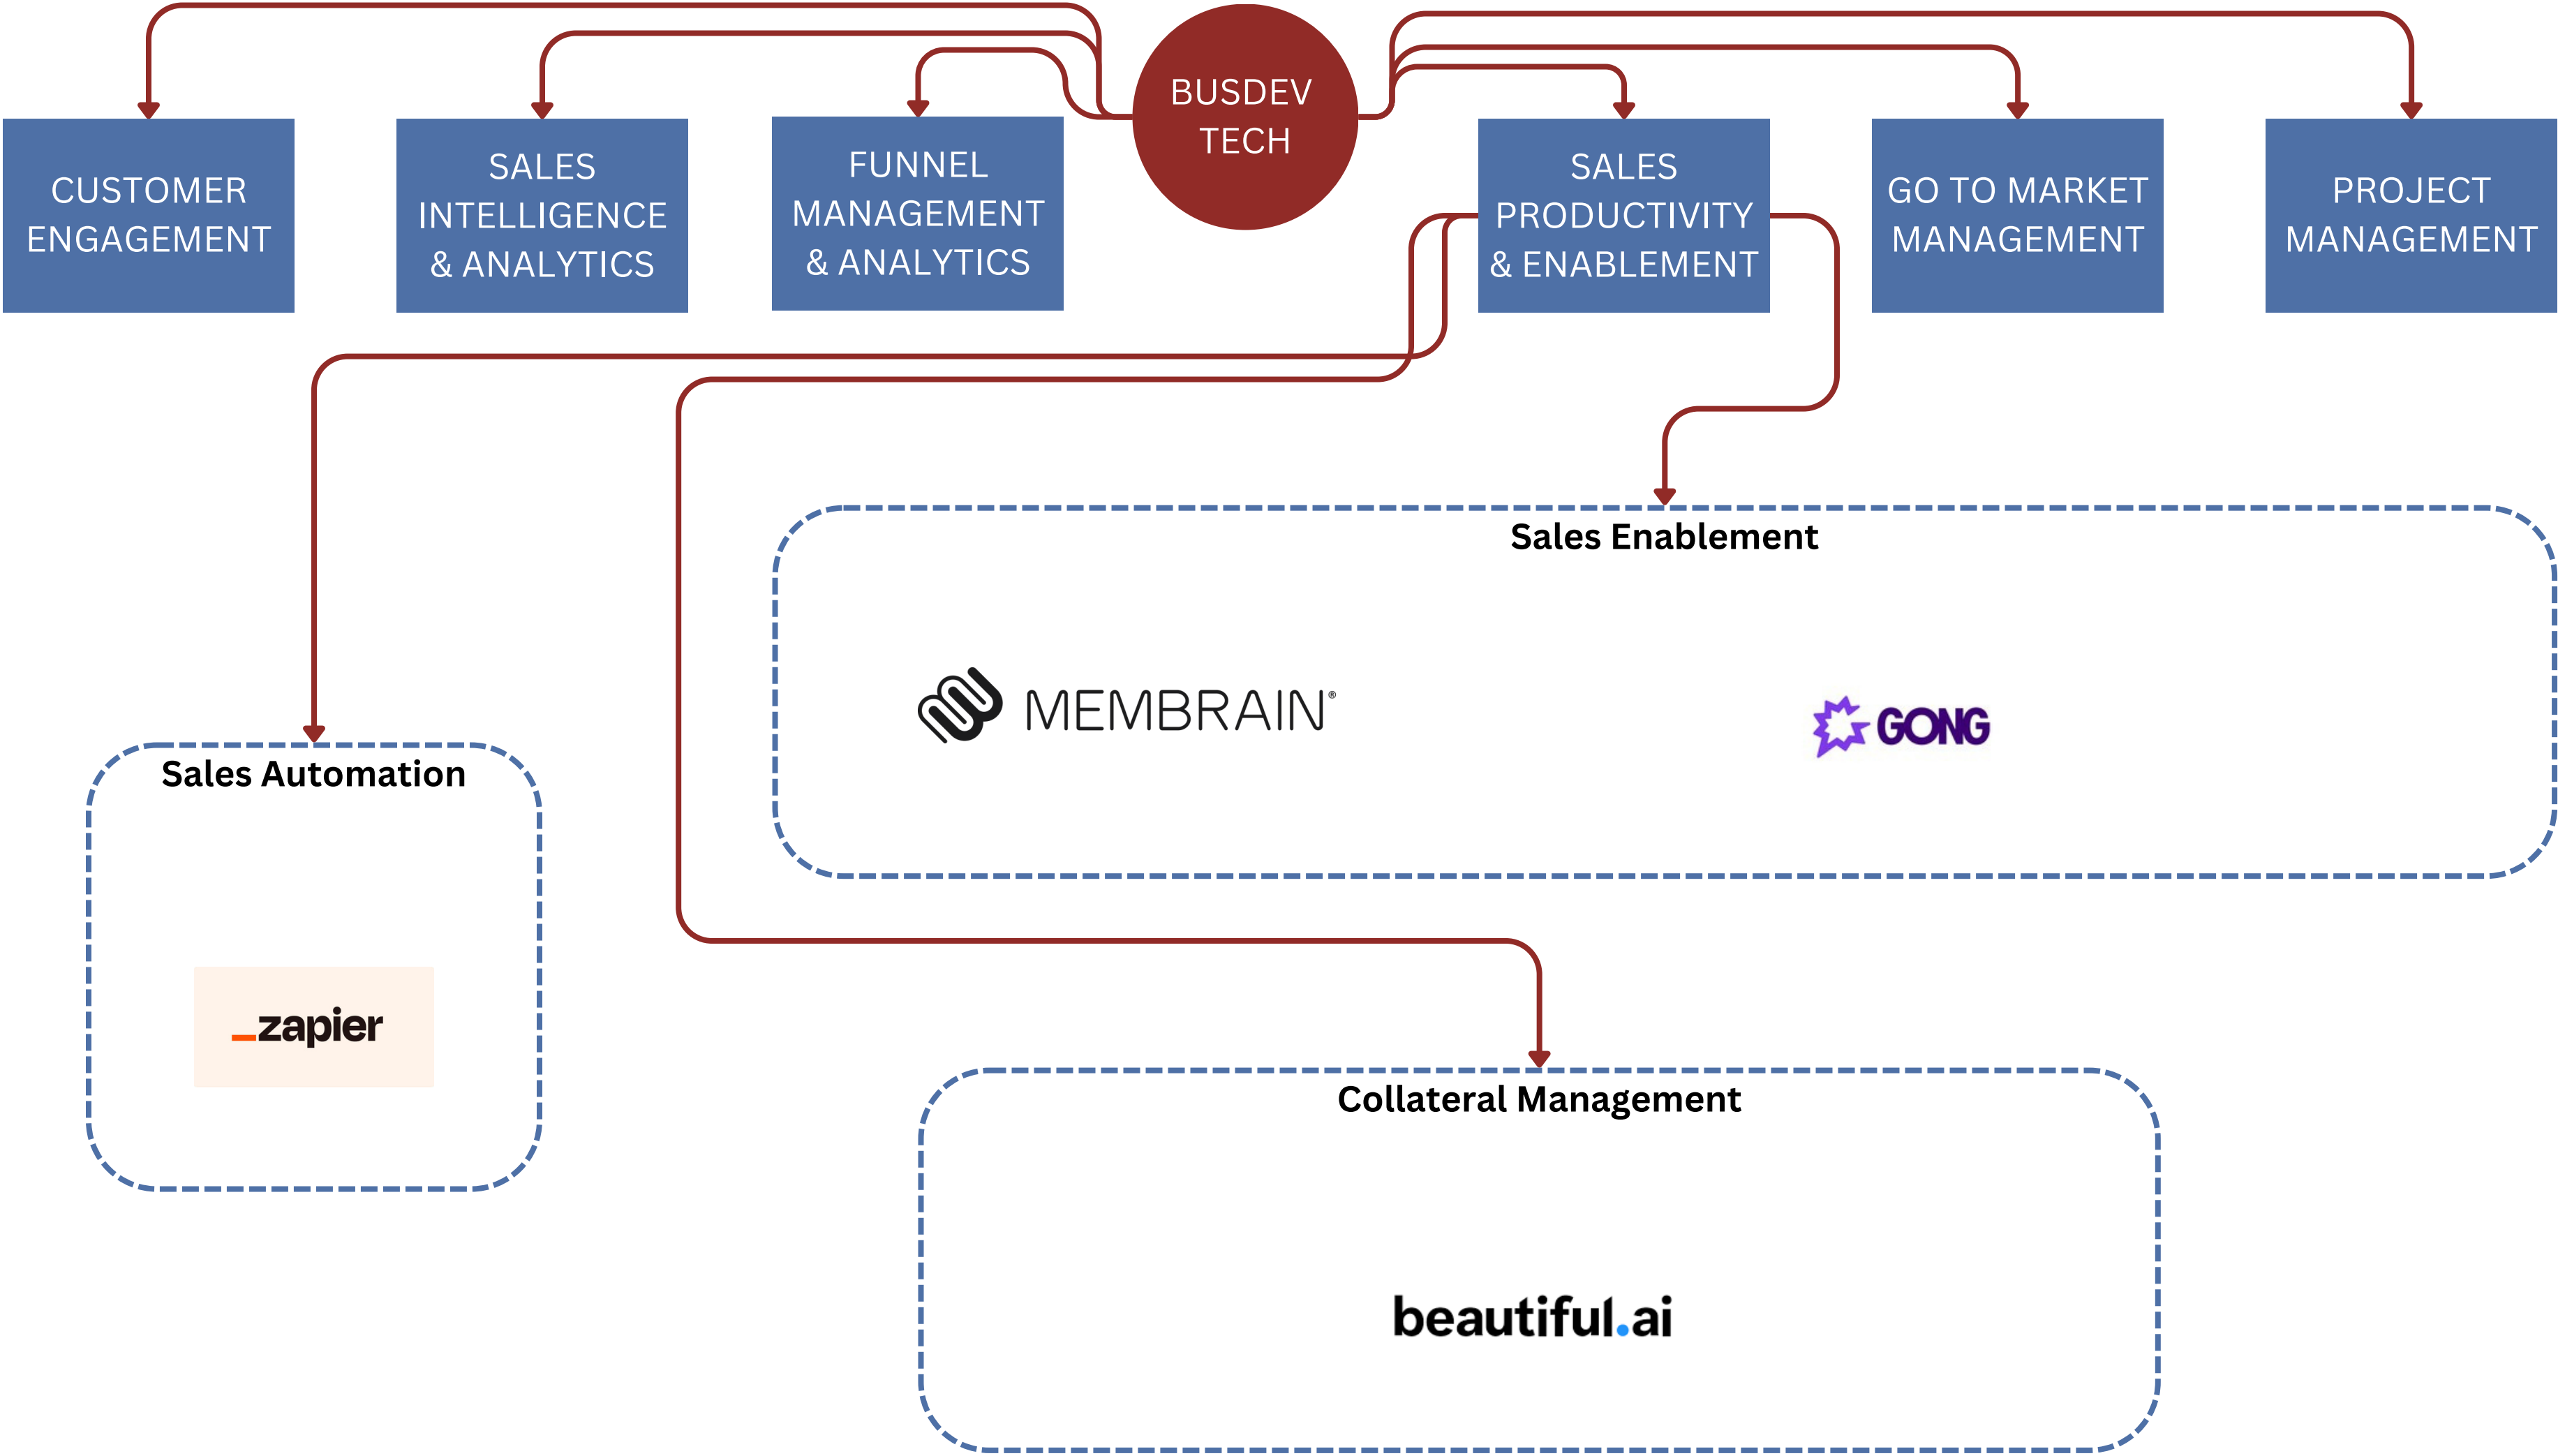 BUSDEV
TECH
CUSTOMER
ENGAGEMENT
SALES
INTELLIGENCE
& ANALYTICS
FUNNEL
MANAGEMENT
& ANALYTICS
SALES
PRODUCTIVITY
& ENABLEMENT
GO TO MARKET
MANAGEMENT
PROJECT
MANAGEMENT
Sales Enablement
MEMBRAIN®
GONG
Sales Automation
_zapier
Collateral Management
beautiful.ai